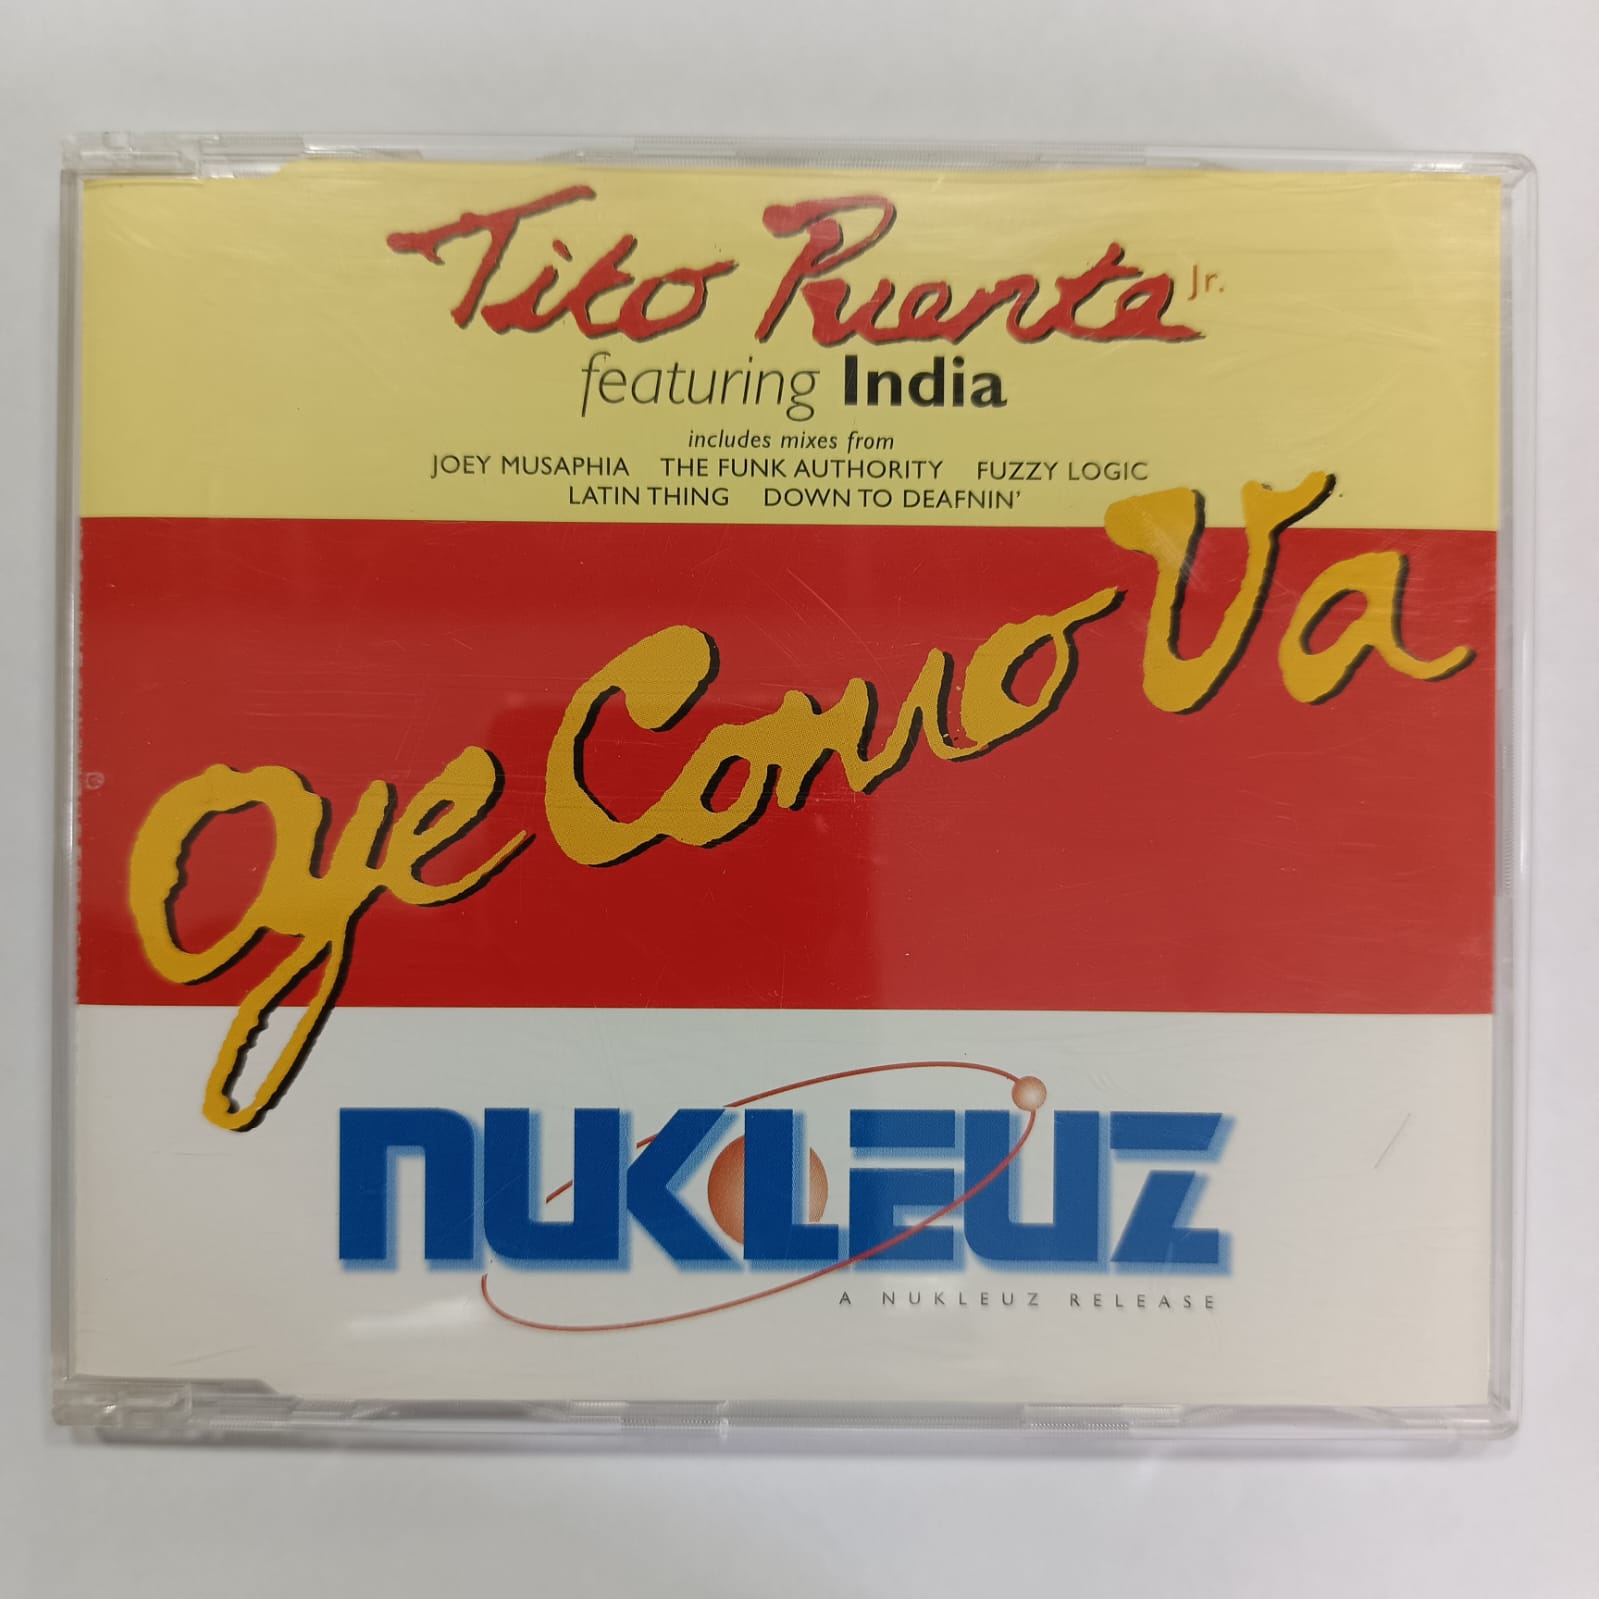 Tito Puente Jr.
featuring India
includes mixes from
JOEY MUSAPHIA THE FUNK AUTHORITY FUZZY LOGIC
LATIN THING DOWN TO DEAFNIN'
Oye Como Va
NUKLEUZ
A NUKLEUZ RELEASE